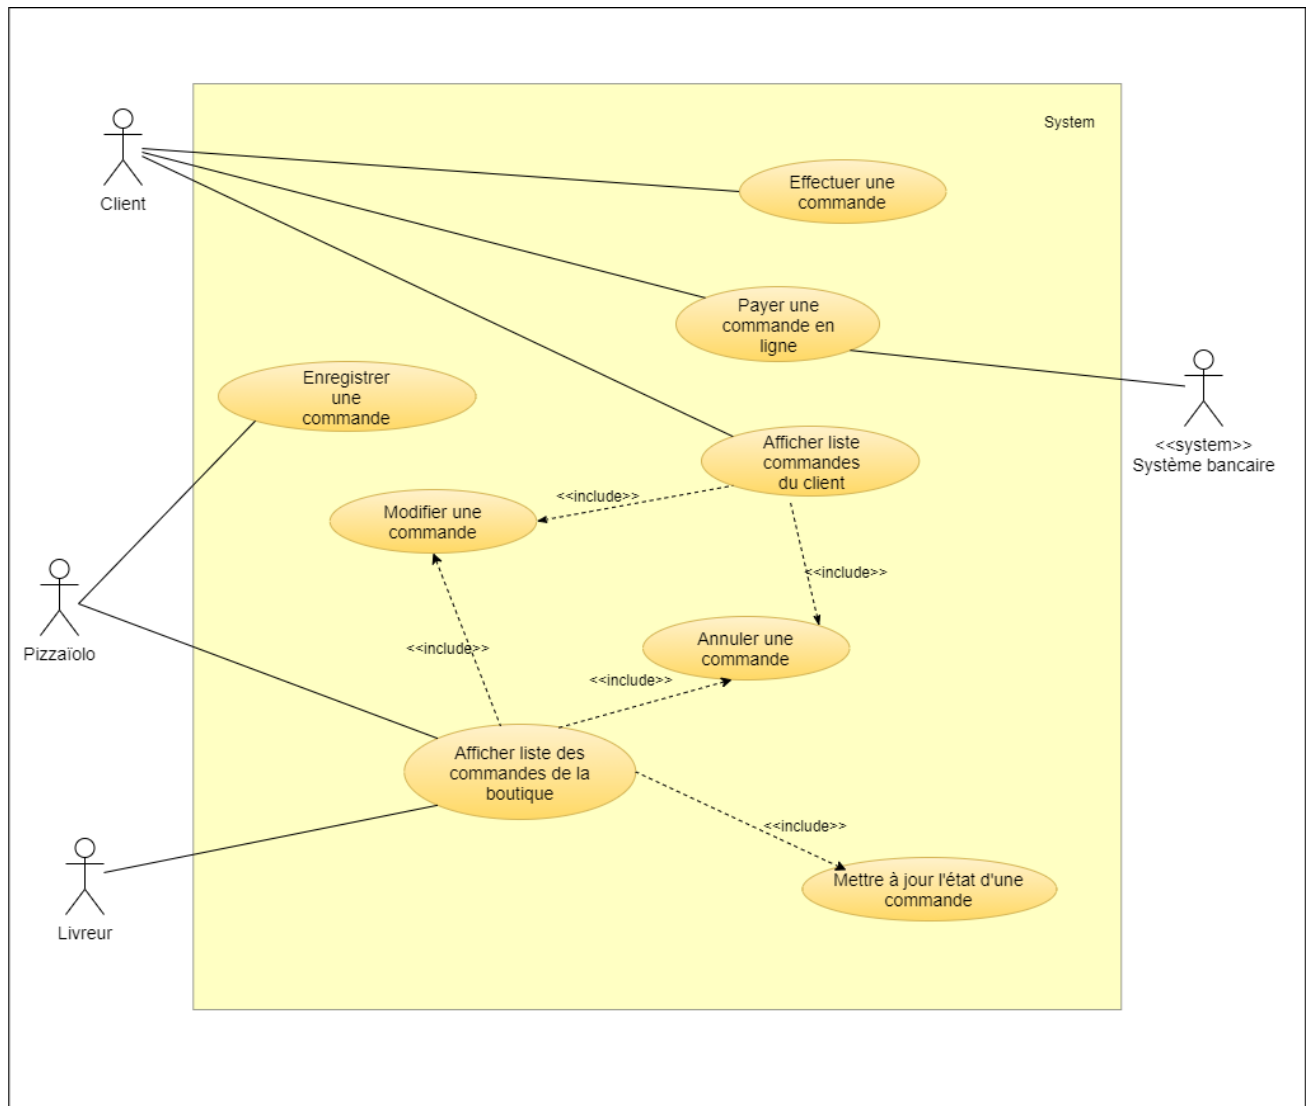 System
Client
Effectuer une
commande
Payer une
commande en
ligne
Enregistrer
une
commande
<<system>>
Système bancaire
Afficher liste
commandes
du client
<<include>>
Modifier une
commande
<<include>>
Pizzaïolo
<<include>>
Annuler une
commande
<<include>>
Afficher liste des
commandes de la
boutique
<<include>>
Mettre à jour l'état d'une
commande
Livreur